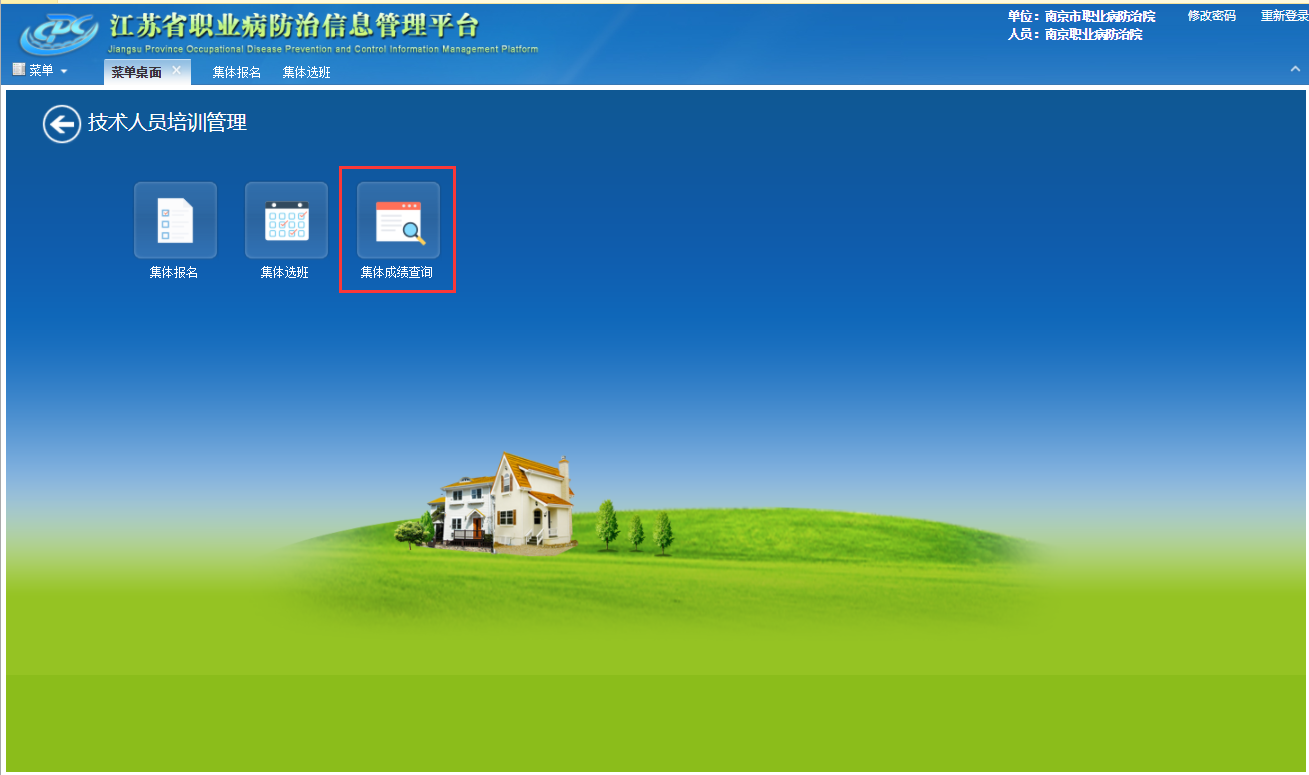 江苏省职业病防治信息管理平台
Jiangsu Province Occupational Disease Prevention and Control Information Management Platform
单位：南京市职业病防治院
修改密码
重新登录
人员：南京职业病防治院
菜单
菜单桌面
集体报名
集体选班
技术人员培训管理
集体报名
集体选班
集体成绩查询